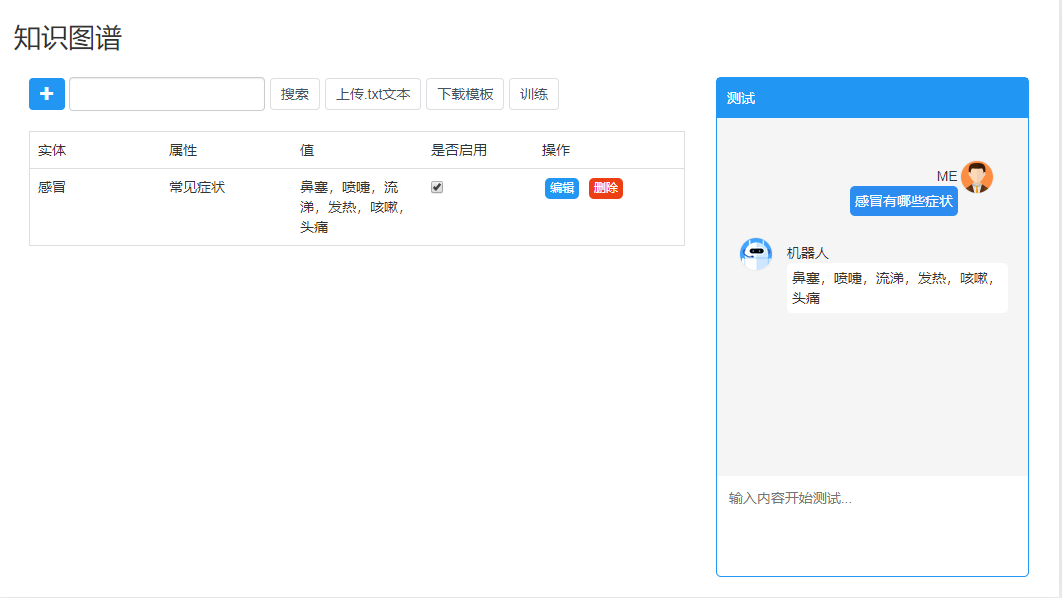 知识图谱
搜索 上传.txt文本 下载模板 训练
实体 属性 值 是否启用 操作
感冒 常见症状 鼻塞，喷嚏，流
涕，发热，咳嗽，
头痛
编辑 删除
测试
ME
感冒有哪些症状
机器人
鼻塞，喷嚏，流涕，发热，咳嗽，
头痛
输入内容开始测试...